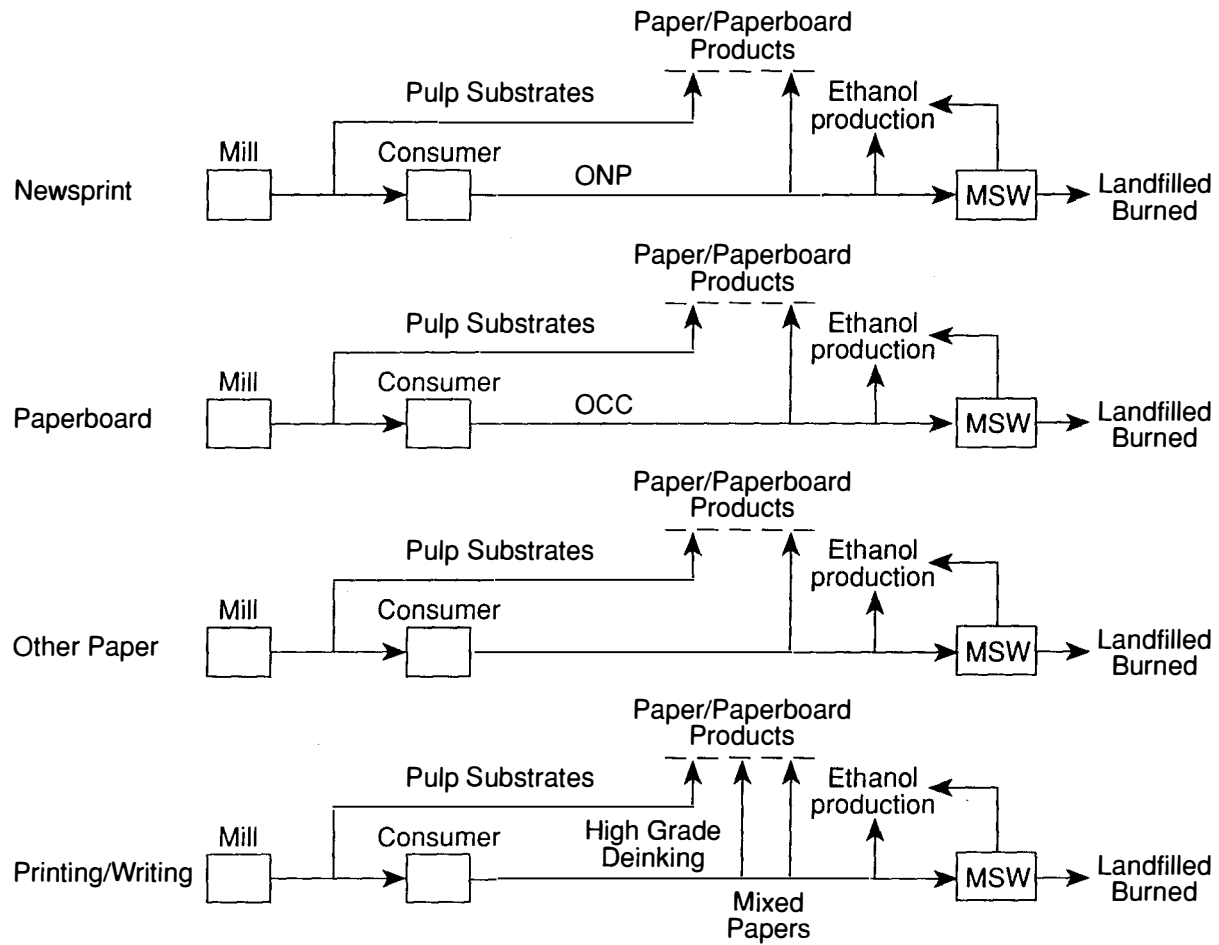 Paper/Paperboard
Products
Pulp Substrates
Ethanol
production
Mill
Consumer
Newsprint
ONP
MSW
Landfilled
Burned
Paper/Paperboard
Products
Pulp Substrates
Ethanol
production
Mill
Consumer
Paperboard
OCC
MSW
Landfilled
Burned
Paper/Paperboard
Products
Pulp Substrates
Ethanol
production
Mill
Consumer
Other Paper
MSW
Landfilled
Burned
Paper/Paperboard
Products
Pulp Substrates
Ethanol
production
Mill
Consumer
High Grade
Deinking
Printing/Writing
MSW
Landfilled
Burned
Mixed
Papers